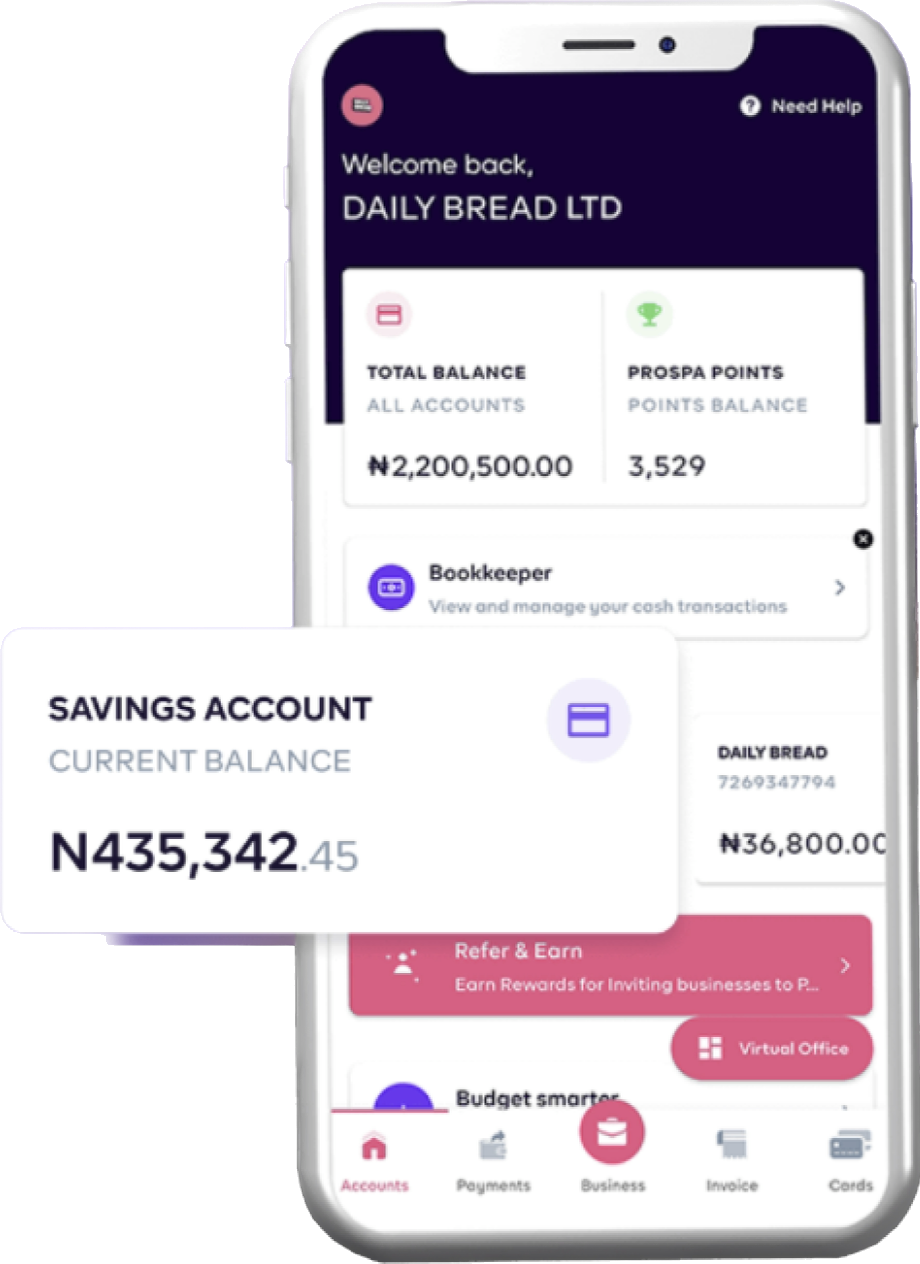 Need Help
Welcome back,
DAILY BREAD LTD
TOTAL BALANCE
ALL ACCOUNTS
₦2,200,500.00
PROSPA POINTS
POINTS BALANCE
3,529
Bookkeeper
View and manage your cash transactions
SAVINGS ACCOUNT
CURRENT BALANCE
N435,342.45
DAILY BREAD
7269347794
₦36,800.00
Refer & Earn
Earn Rewards for Inviting businesses to P...
Virtual Office
Budget smarter
Accounts
Payments
Business
Invoice
Cards